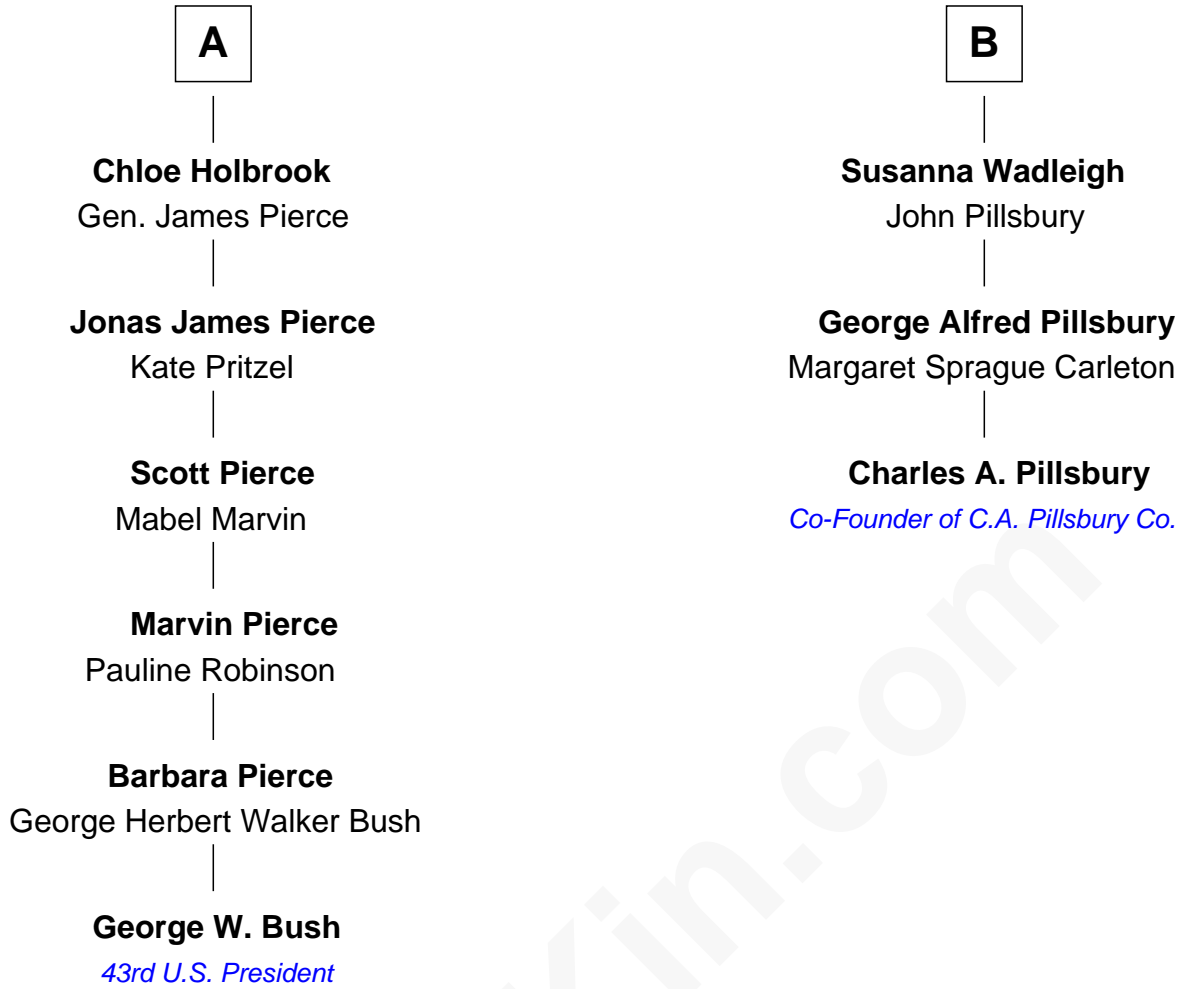 A
Chloe Holbrook
Gen. James Pierce
Jonas James Pierce
Kate Pritzel
Scott Pierce
Mabel Marvin
Marvin Pierce
Pauline Robinson
Barbara Pierce
George Herbert Walker Bush
George W. Bush
43rd U.S. President
B
Susanna Wadleigh
John Pillsbury
George Alfred Pillsbury
Margaret Sprague Carleton
Charles A. Pillsbury
Co-Founder of C.A. Pillsbury Co.
Kin.com